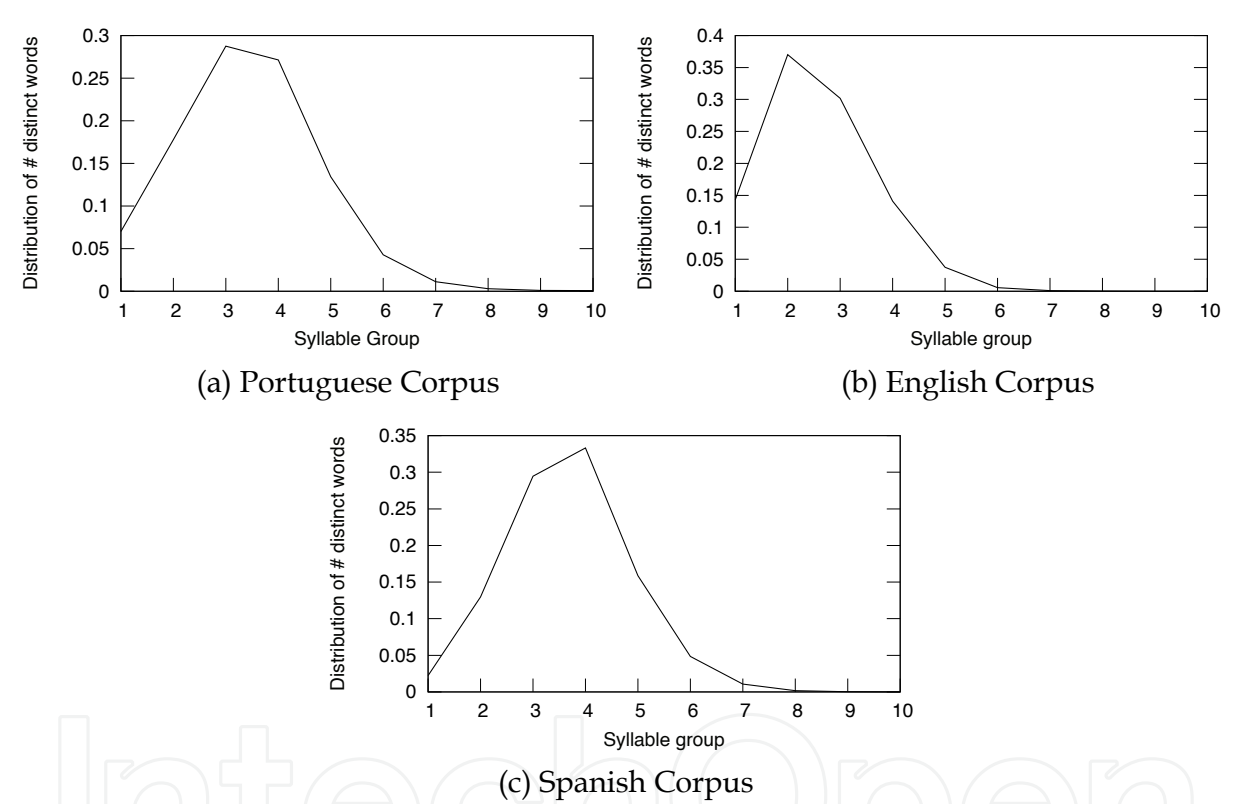 Distribution of # distinct words
0.3
0.25
0.2
0.15
0.1
0.05
0
1 2 3 4 5 6 7 8 9 10
Syllable Group
(a) Portuguese Corpus
Distribution of # distinct words
0.4
0.35
0.3
0.25
0.2
0.15
0.1
0.05
0
1 2 3 4 5 6 7 8 9 10
Syllable group
(b) English Corpus
Distribution of # distinct words
0.35
0.3
0.25
0.2
0.15
0.1
0.05
0
1 2 3 4 5 6 7 8 9 10
Syllable group
(c) Spanish Corpus
IntechOpen